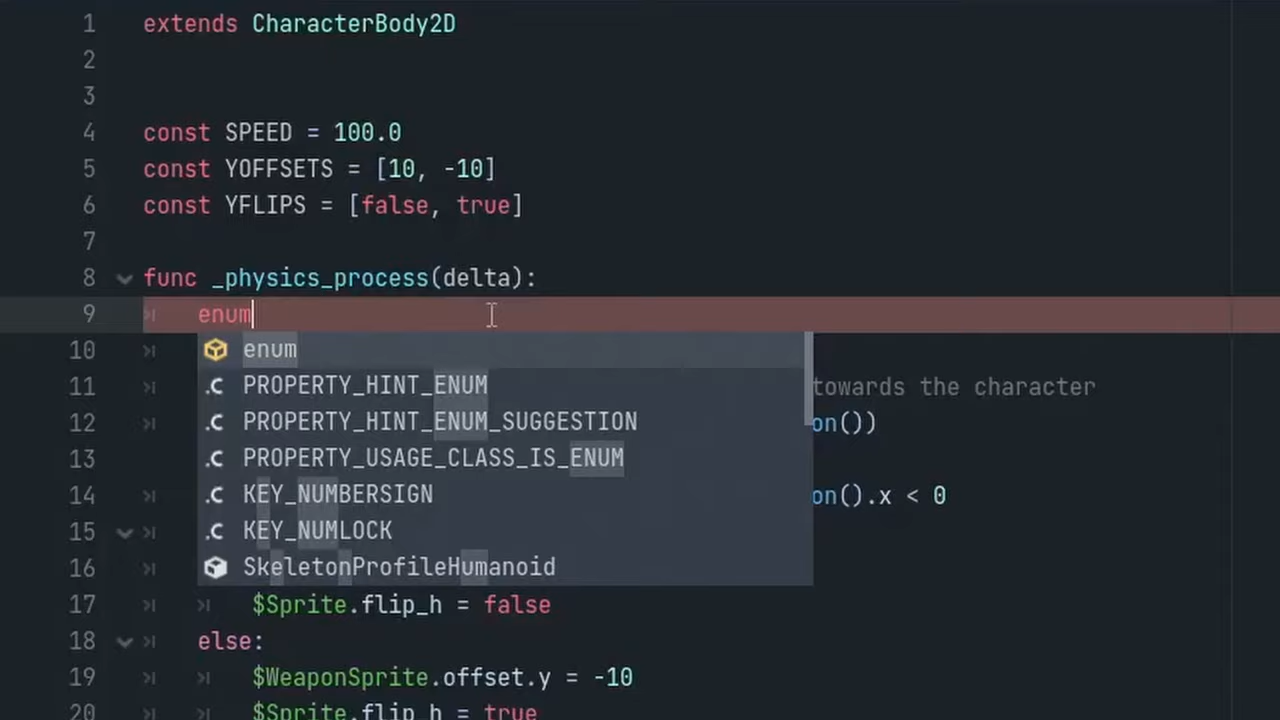 1 extends CharacterBody2D
2
3
4 const SPEED = 100.0
5 const YOFFSETS = [10, -10]
6 const YFLIPS = [false, true]
7
8 func _physics_process(delta):
9 enum
enum
10
.C PROPERTY_HINT_ENUM
11 towards the character
.C PROPERTY_HINT_ENUM_SUGGESTION
12 on())
.C PROPERTY_USAGE_CLASS_IS_ENUM
13
.C KEY_NUMBERSIGN
14 on().x < 0
.C KEY_NUMLOCK
15
SkeletonProfileHumanoid
16
17 $Sprite.flip_h = false
18 else:
19 $WeaponSprite.offset.y = -10
20 $Sprite.flip_h = true